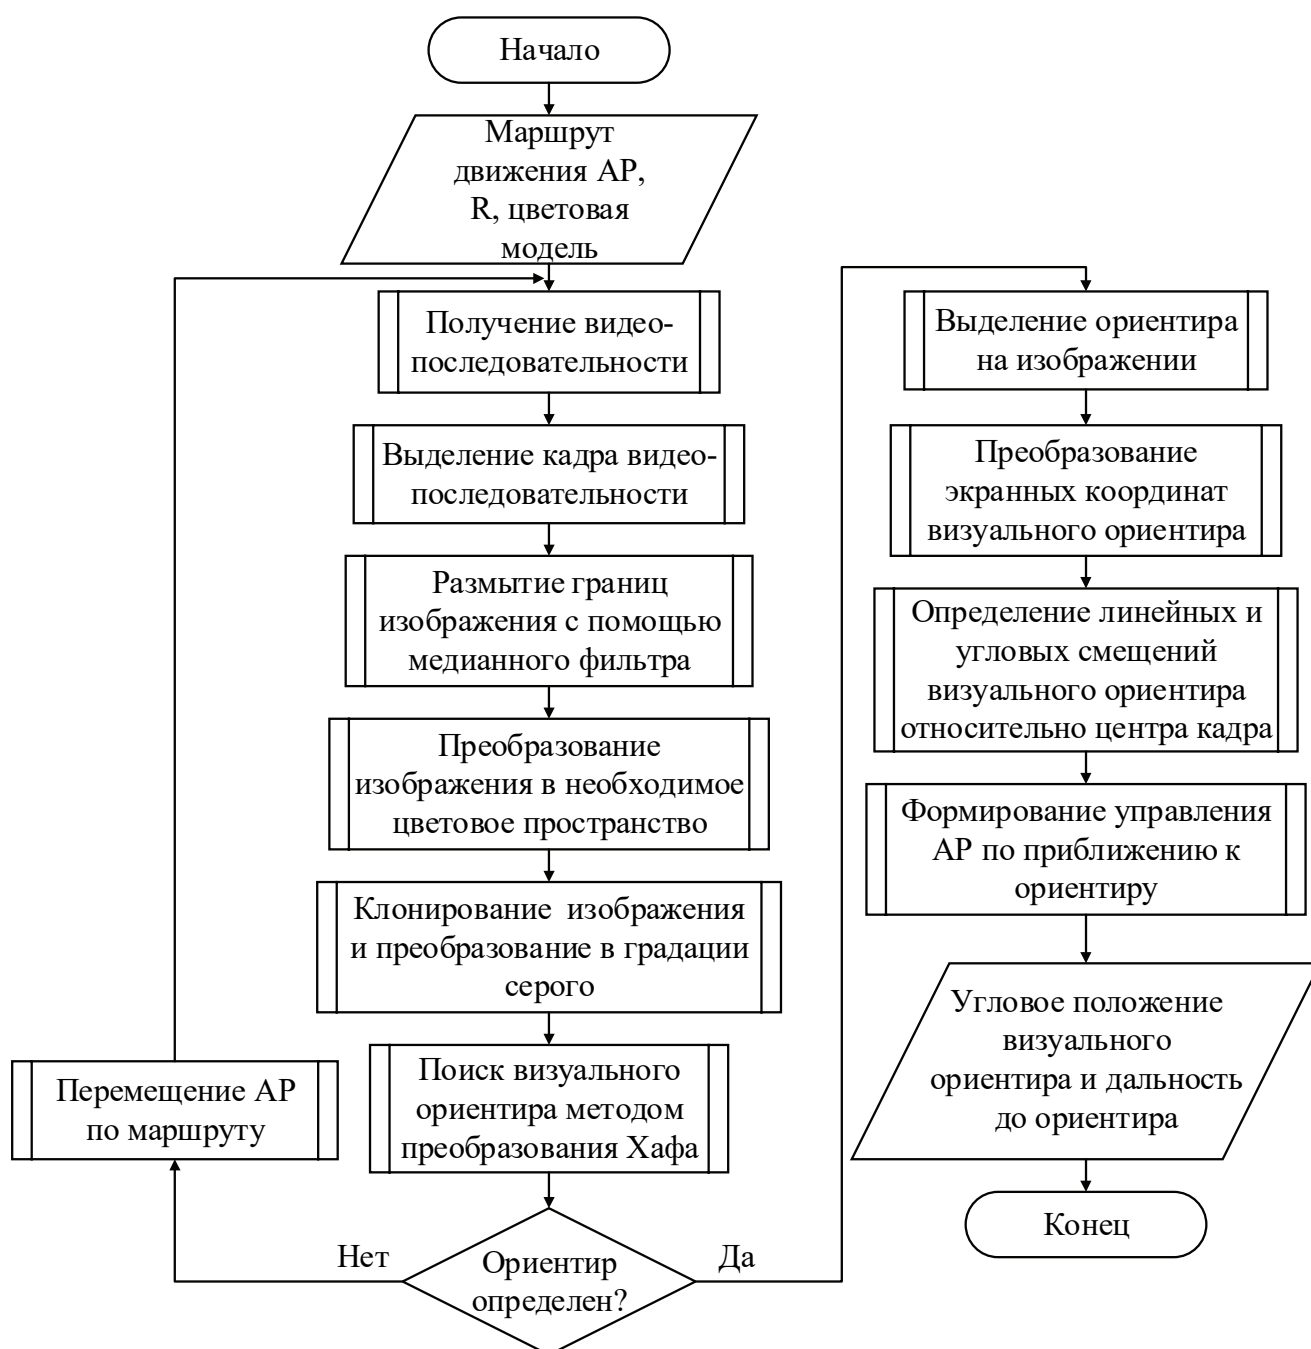 Начало
Маршрут
движения АР,
R, цветовая
модель
Получение видео-
последовательности
Выделение кадра видео-
последовательности
Размытие границ
изображения с помощью
медианного фильтра
Преобразование
изображения в необходимое
цветовое пространство
Клонирование изображения
и преобразование в градации
серого
Поиск визуального
ориентира методом
преобразования Хафа
Перемещение АР
по маршруту
Нет
Ориентир
определен?
Да
Выделение ориентира
на изображении
Преобразование
экранных координат
визуального ориентира
Определение линейных и
угловых смещений
визуального ориентира
относительно центра кадра
Формирование управления
АР по приближению к
ориентиру
Угловое положение
визуального
ориентира и дальность
до ориентира
Конец